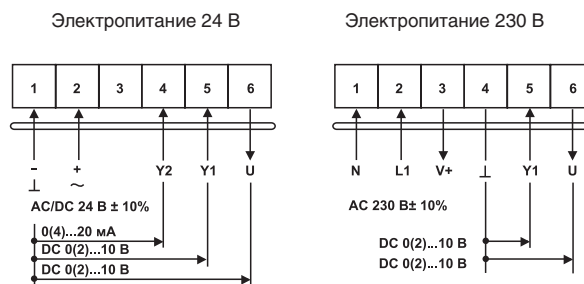 Электропитание 24 В
1 2 3 4 5 6
- + Y2 Y1 U
⊥ ~
AC/DC 24 В ± 10%
0(4)...20 мА
DC 0(2)...10 В
DC 0(2)...10 В
Электропитание 230 В
1 2 3 4 5 6
N L1 V+ ⊥ Y1 U
AC 230 В± 10%
DC 0(2)...10 В
DC 0(2)...10 В